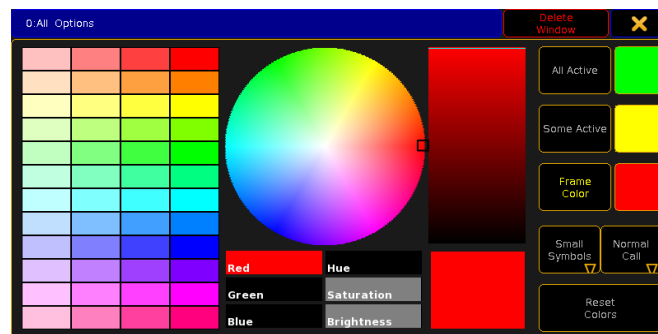 0:All Options
Delete
Window
All Active
Some Active
Frame
Color
Small
Symbols
Normal
Call
Red
Hue
Green
Saturation
Blue
Brightness
Reset
Colors